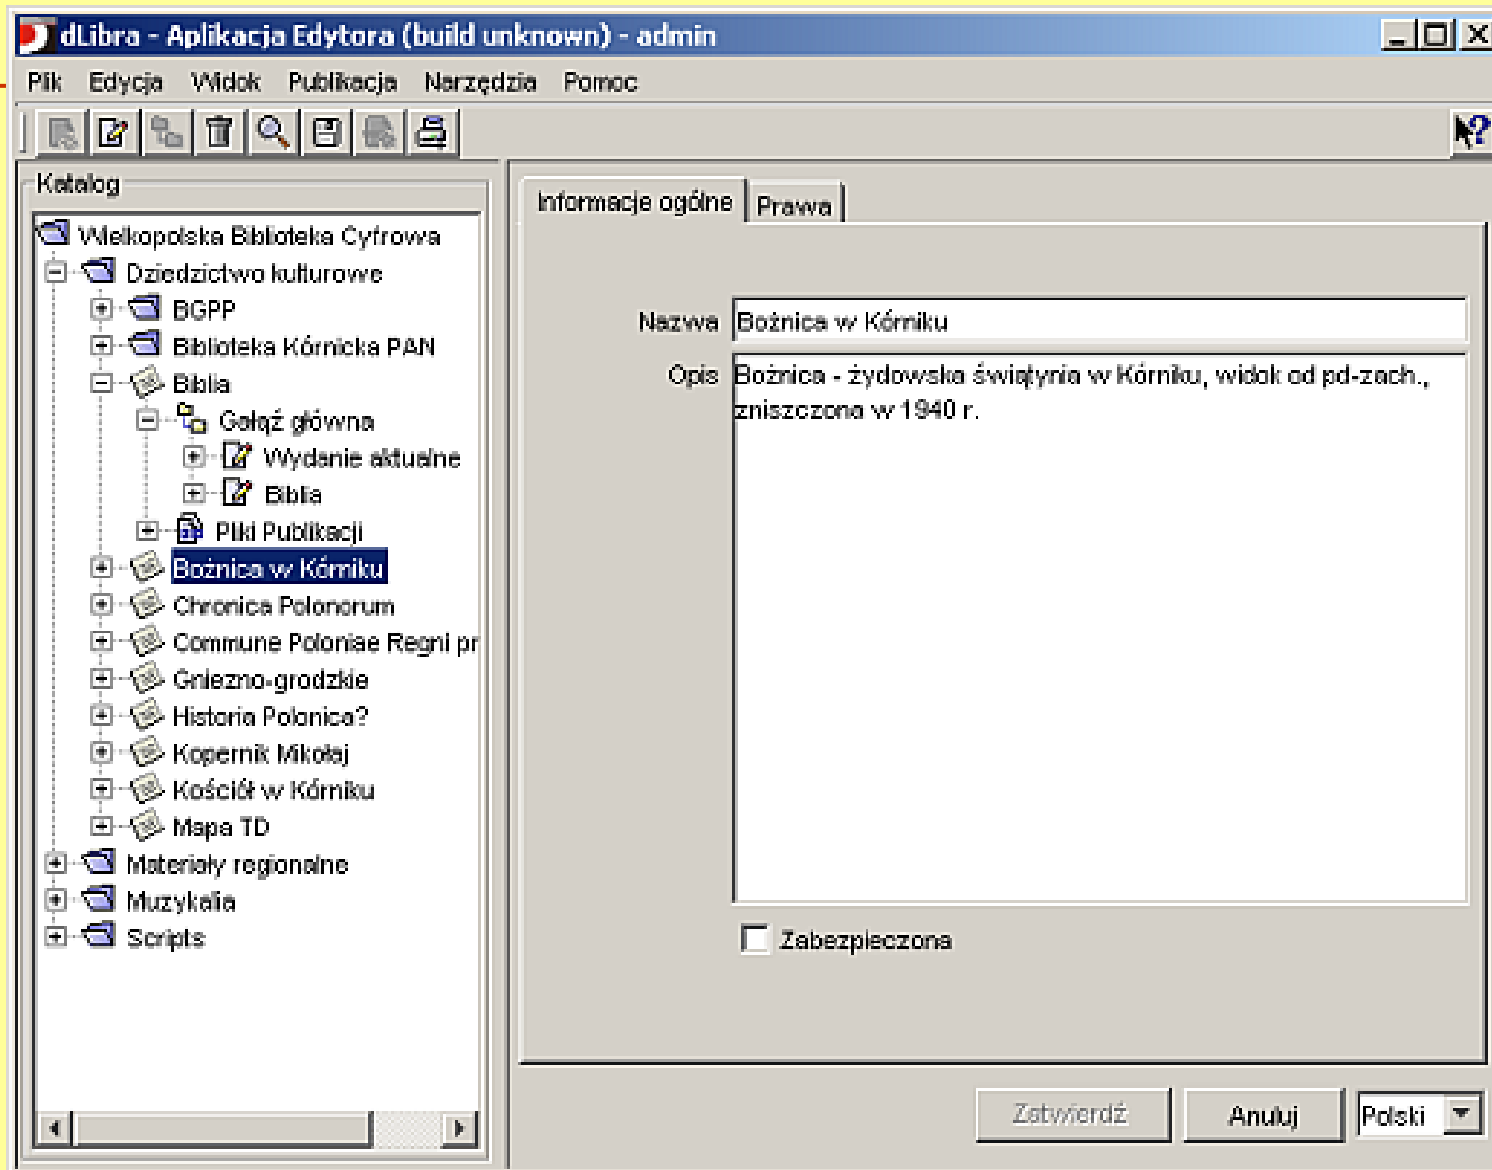 dLibra - Aplikacja Edytora (build unknown) - admin
Plik Edycja Widok Publikacja Narzędzia Pomoc
Katalog
Wielkopolska Biblioteka Cyfrowa
Dziedzictwo kulturowe
BGPP
Biblioteka Kórnicka PAN
Biblia
Gałąź główna
Wydanie aktualne
Biblia
Pliki Publikacji
Bożnica w Kórniku
Chronica Polonorum
Commune Poloniae Regni pr
Gniezno-grodzkie
Historia Polonica?
Kopernik Mikołaj
Kościół w Kórniku
Mapa TD
Materiały regionalne
Muzykalia
Scripts
Informacje ogólne Prawa
Nazwa Bożnica w Kórniku
Opis Bożnica - żydowska świątynia w Kórniku, widok od pd-zach.,
zniszczona w 1940 r.
Zabezpieczona
Zatwierdź Anuluj Polski